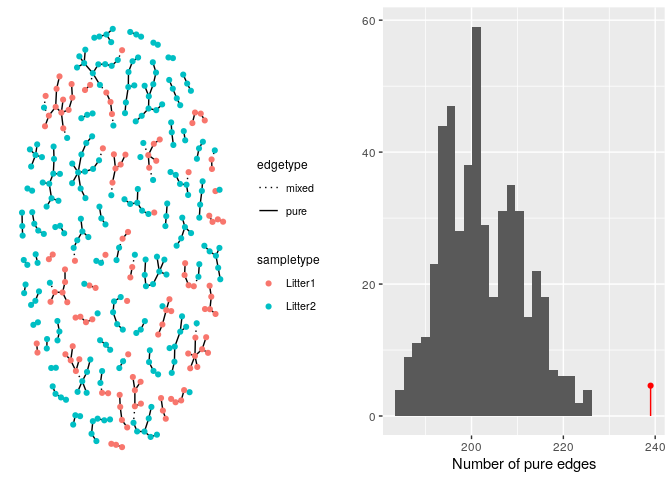 edgetype
mixed
pure
sampletype
Litter1
Litter2
60
40
20
0
200
220
240
Number of pure edges